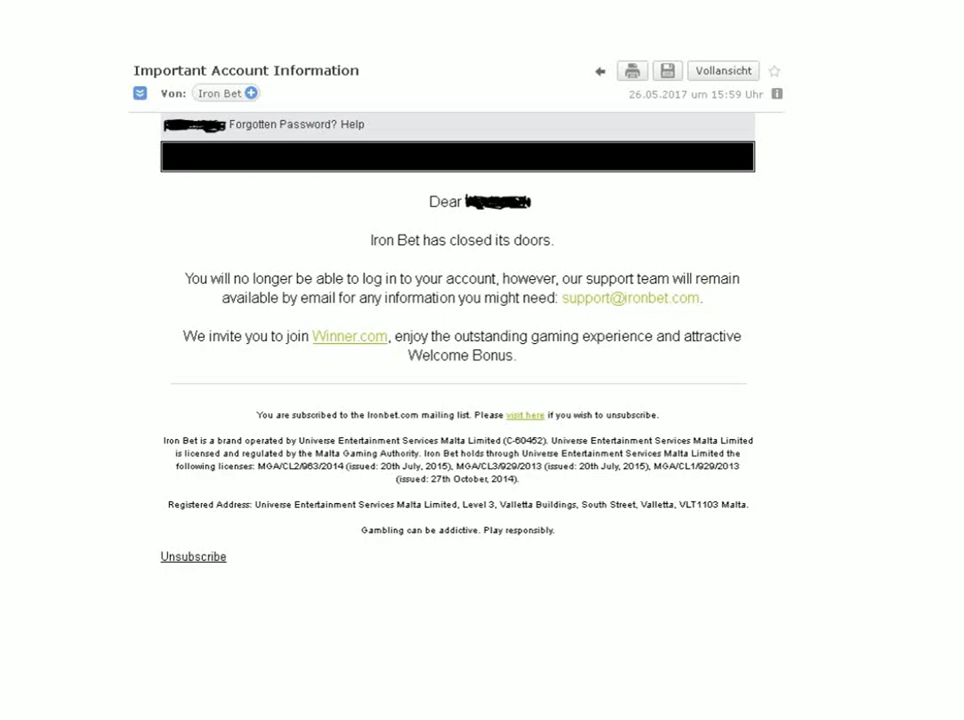 Important Account Information
Vollansicht
Von: Iron Bet
26.05.2017 um 15:59 Uhr
Forgotten Password? Help
Dear
Iron Bet has closed its doors.
You will no longer be able to log in to your account, however, our support team will remain
available by email for any information you might need: support@ironbet.com.
We invite you to join Winner.com, enjoy the outstanding gaming experience and attractive
Welcome Bonus.
You are subscribed to the Ironbet.com mailing list. Please visit here if you wish to unsubscribe.
Iron Bet is a brand operated by Universe Entertainment Services Malta Limited (C-60452). Universe Entertainment Services Malta Limited
is licensed and regulated by the Malta Gaming Authority. Iron Bet holds through Universe Entertainment Services Malta Limited the
following licenses: MGA/CL2/963/2014 (issued: 20th July, 2015), MGA/CL3/929/2013 (issued: 20th July, 2015), MGA/CL1/929/2013
(issued: 27th October, 2014).
Registered Address: Universe Entertainment Services Malta Limited, Level 3, Valletta Buildings, South Street, Valletta, VLT1103 Malta.
Gambling can be addictive. Play responsibly.
Unsubscribe